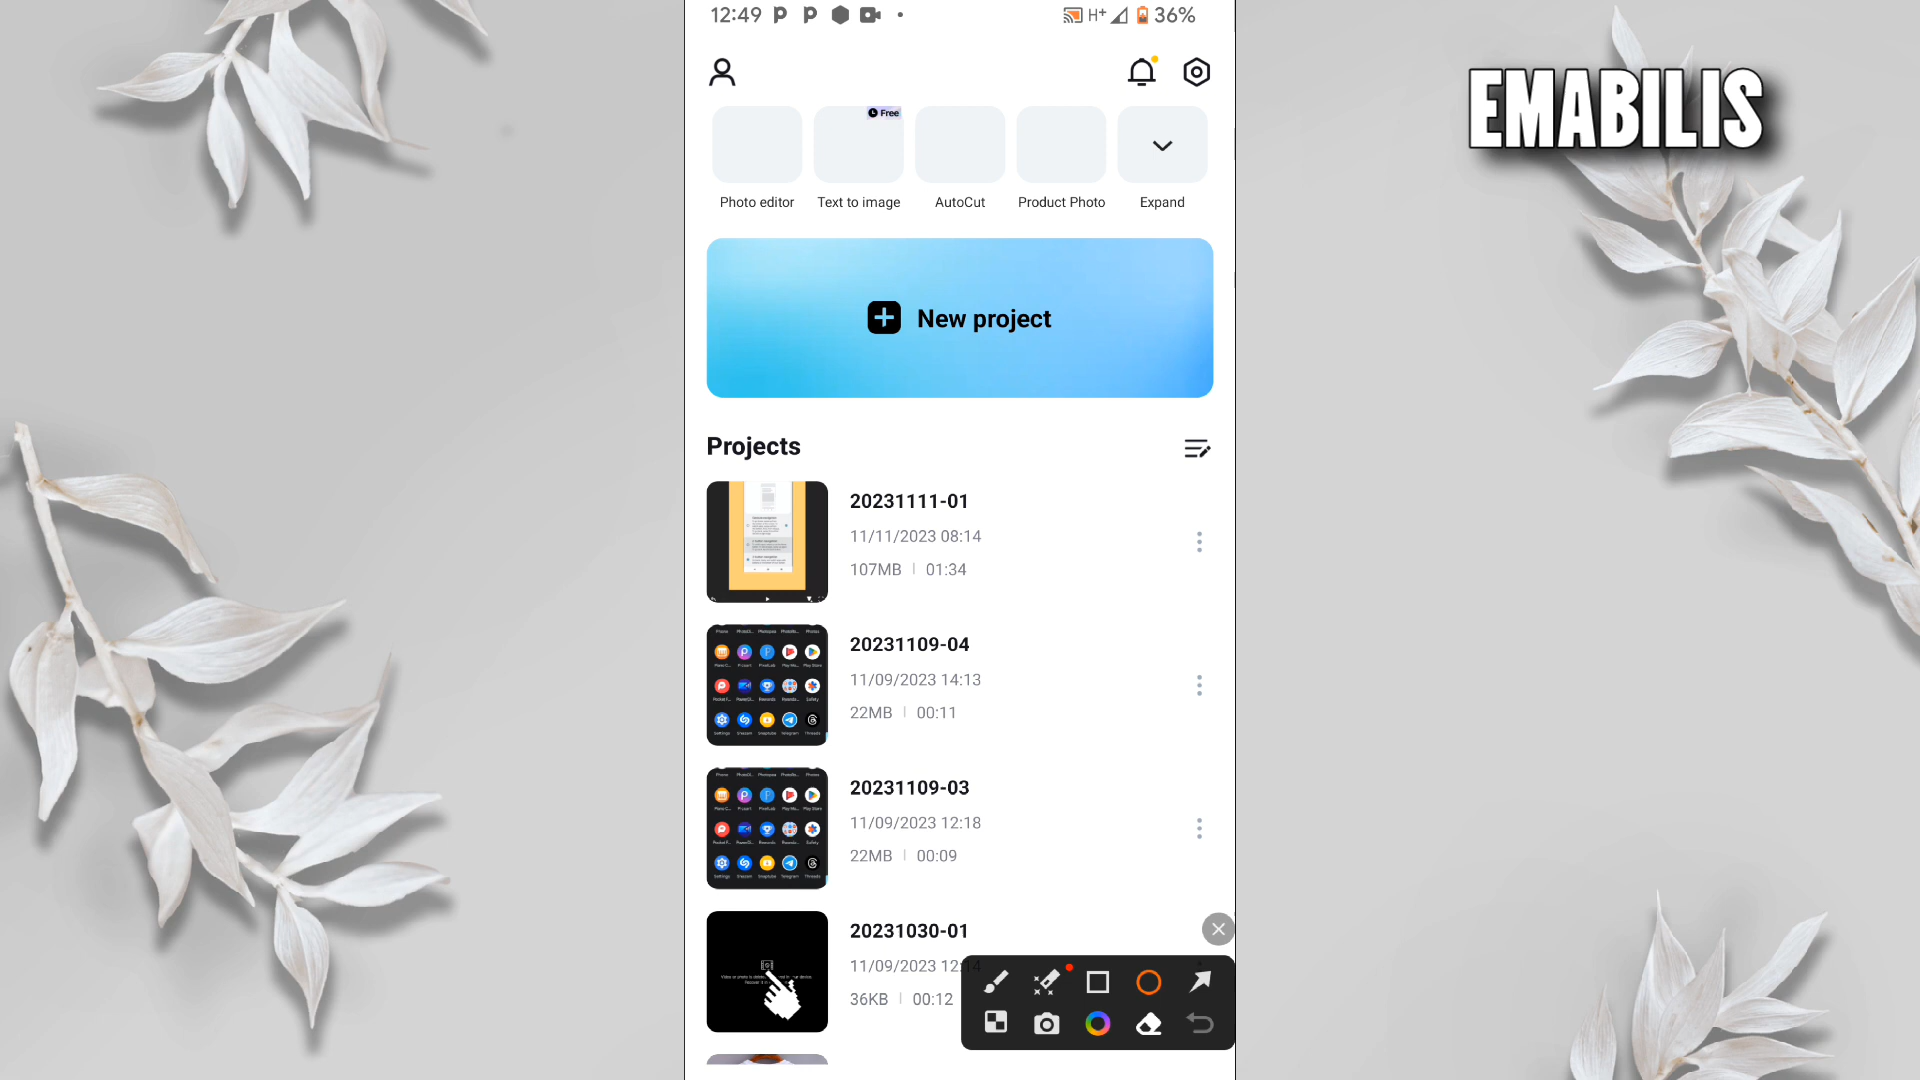 12:49
H+
36%
EMABILIS
Free
Photo editor
Text to image
AutoCut
Product Photo
Expand
New project
Projects
20231111-01
11/11/2023 08:14
107MB | 01:34
20231109-04
11/09/2023 14:13
22MB | 00:11
20231109-03
11/09/2023 12:18
22MB | 00:09
20231030-01
11/09/2023 12:14
36KB | 00:12